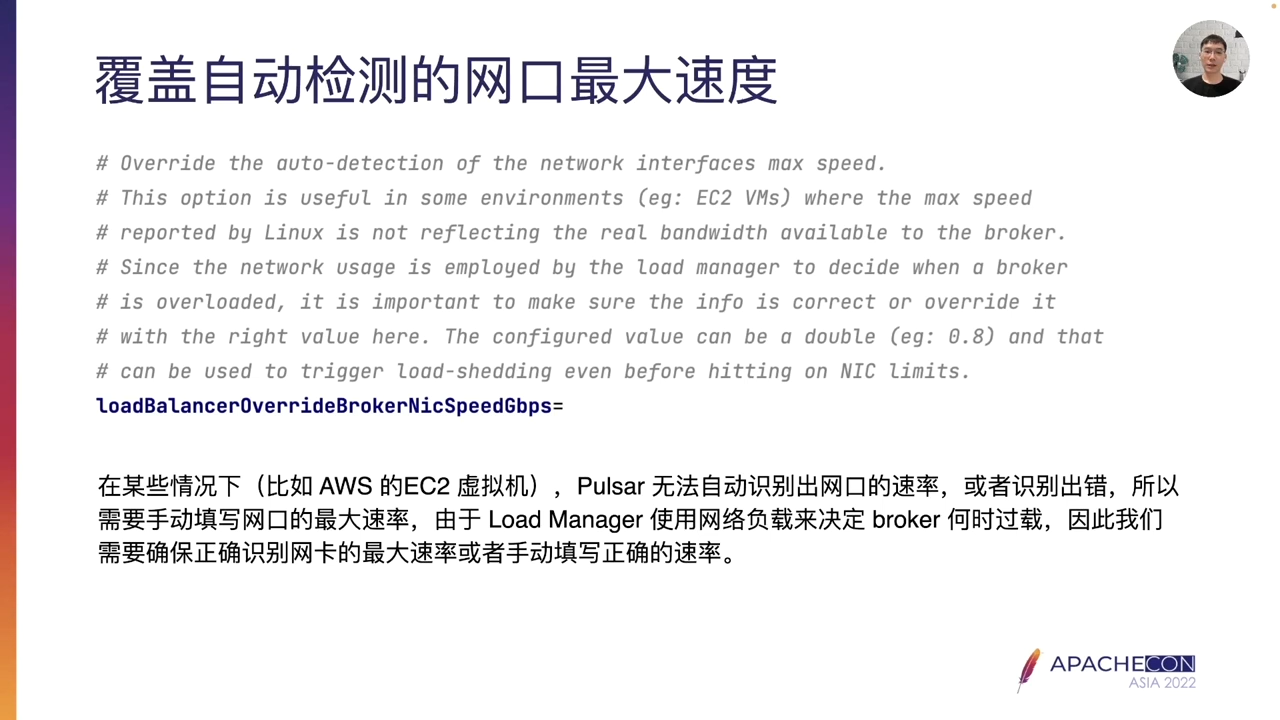 覆盖自动检测的网口最大速度
# Override the auto-detection of the network interfaces max speed.
# This option is useful in some environments (eg: EC2 VMs) where the max speed
# reported by Linux is not reflecting the real bandwidth available to the broker.
# Since the network usage is employed by the load manager to decide when a broker
# is overloaded, it is important to make sure the info is correct or override it
# with the right value here. The configured value can be a double (eg: 0.8) and that
# can be used to trigger load-shedding even before hitting on NIC limits.
loadBalancerOverrideBrokerNicSpeedGbps=
在某些情况下（比如 AWS 的EC2 虚拟机），Pulsar 无法自动识别出网口的速率，或者识别出错，所以
需要手动填写网口的最大速率，由于 Load Manager 使用网络负载来决定 broker 何时过载，因此我们
需要确保正确识别网卡的最大速率或者手动填写正确的速率。
APACHECON
ASIA 2022